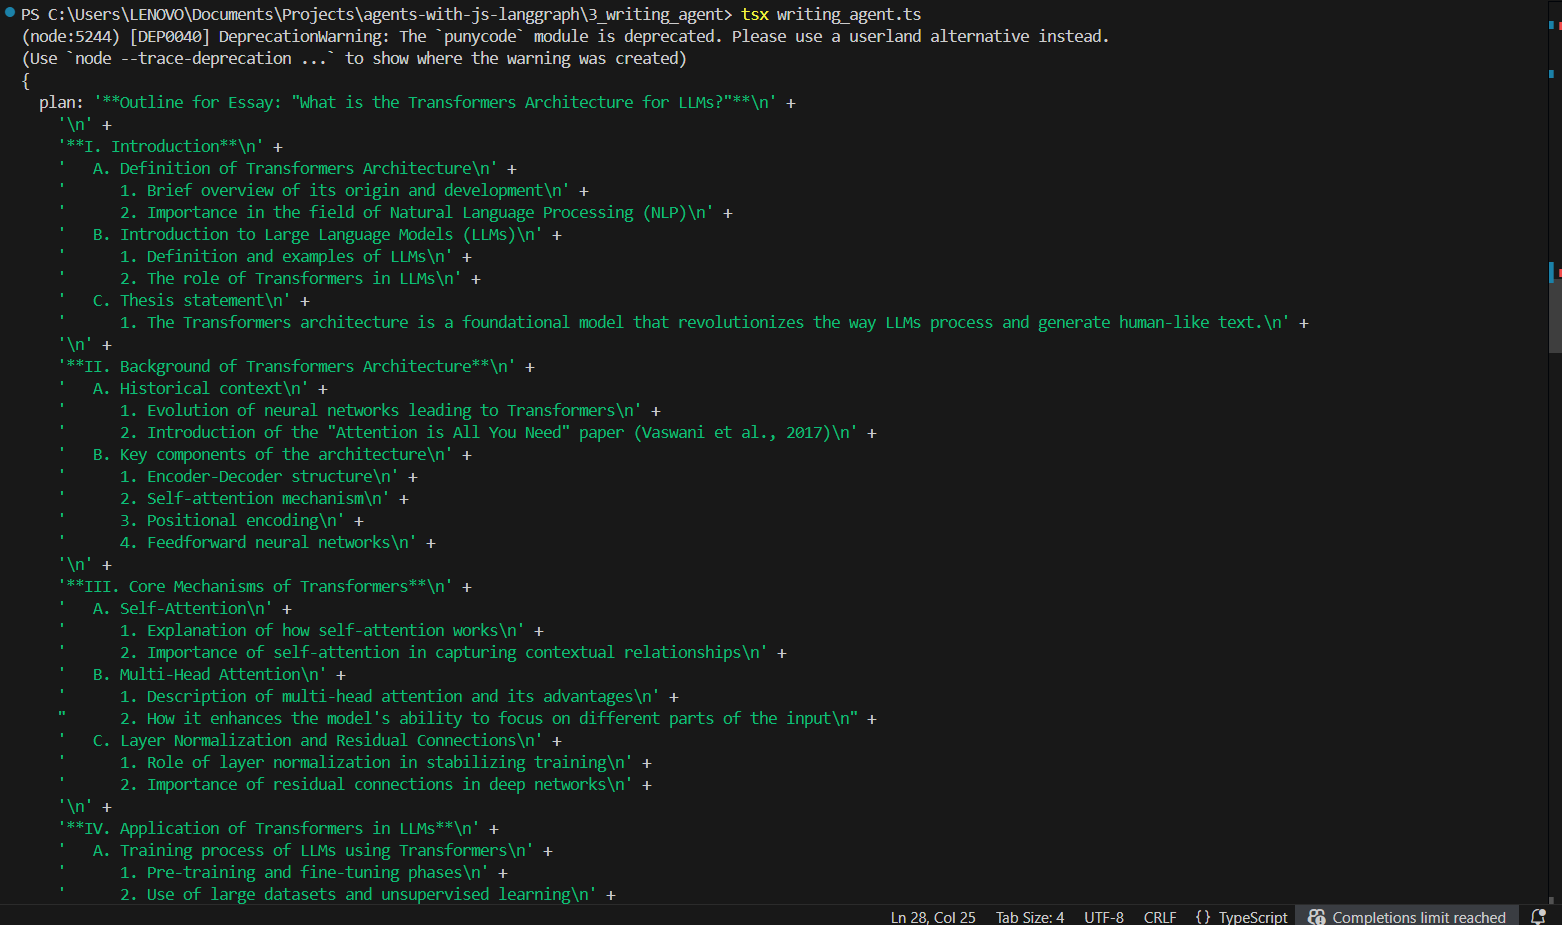 PS C:\Users\LENOVO\Documents\Projects\agents-with-js-langgraph\3_writing_agent> tsx writing_agent.ts
(node:5244) [DEP0040] DeprecationWarning: The `punycode` module is deprecated. Please use a userland alternative instead.
(Use `node --trace-deprecation ...` to show where the warning was created)
{
  plan: '**Outline for Essay: "What is the Transformers Architecture for LLMs?"**\n' +
    '\n' +
    '**I. Introduction**\n' +
    '   A. Definition of Transformers Architecture\n' +
    '      1. Brief overview of its origin and development\n' +
    '      2. Importance in the field of Natural Language Processing (NLP)\n' +
    '   B. Introduction to Large Language Models (LLMs)\n' +
    '      1. Definition and examples of LLMs\n' +
    '      2. The role of Transformers in LLMs\n' +
    '   C. Thesis statement\n' +
    '      1. The Transformers architecture is a foundational model that revolutionizes the way LLMs process and generate human-like text.\n' +
    '\n' +
    '**II. Background of Transformers Architecture**\n' +
    '   A. Historical context\n' +
    '      1. Evolution of neural networks leading to Transformers\n' +
    '      2. Introduction of the "Attention is All You Need" paper (Vaswani et al., 2017)\n' +
    '   B. Key components of the architecture\n' +
    '      1. Encoder-Decoder structure\n' +
    '      2. Self-attention mechanism\n' +
    '      3. Positional encoding\n' +
    '      4. Feedforward neural networks\n' +
    '\n' +
    '**III. Core Mechanisms of Transformers**\n' +
    '   A. Self-Attention\n' +
    '      1. Explanation of how self-attention works\n' +
    '      2. Importance of self-attention in capturing contextual relationships\n' +
    '   B. Multi-Head Attention\n' +
    '      1. Description of multi-head attention and its advantages\n' +
    "      2. How it enhances the model's ability to focus on different parts of the input\n" +
    '   C. Layer Normalization and Residual Connections\n' +
    '      1. Role of layer normalization in stabilizing training\n' +
    '      2. Importance of residual connections in deep networks\n' +
    '\n' +
    '**IV. Application of Transformers in LLMs**\n' +
    '   A. Training process of LLMs using Transformers\n' +
    '      1. Pre-training and fine-tuning phases\n' +
    '      2. Use of large datasets and unsupervised learning\n' +
Ln 28, Col 25 Tab Size: 4 UTF-8 CRLF {} TypeScript Completions limit reached